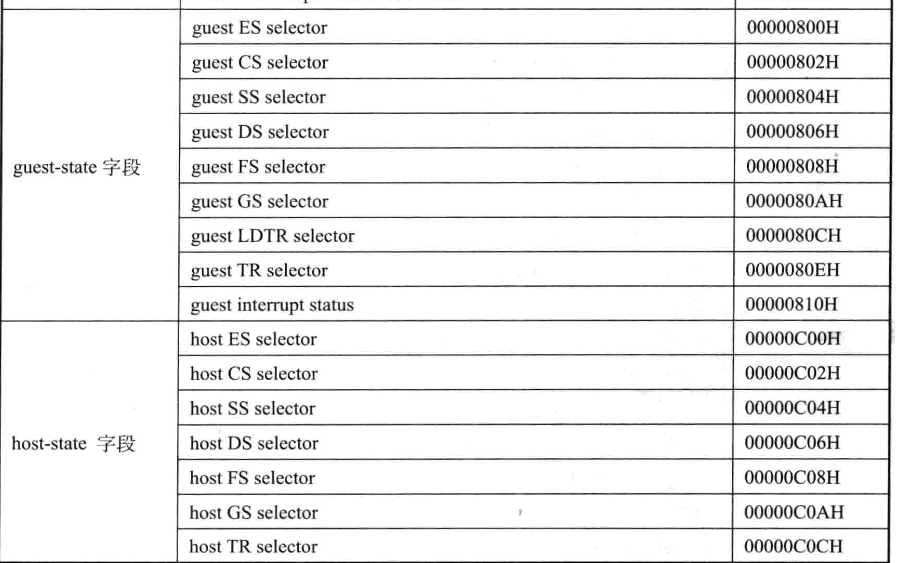 guest ES selector 00000800H
guest CS selector 00000802H
guest SS selector 00000804H
guest DS selector 00000806H
guest-state 字段 guest FS selector 00000808H
guest GS selector 0000080AH
guest LDTR selector 0000080CH
guest TR selector 0000080EH
guest interrupt status 00000810H
host ES selector 00000C00H
host CS selector 00000C02H
host SS selector 00000C04H
host-state 字段 host DS selector 00000C06H
host FS selector 00000C08H
host GS selector 00000C0AH
host TR selector 00000C0CH